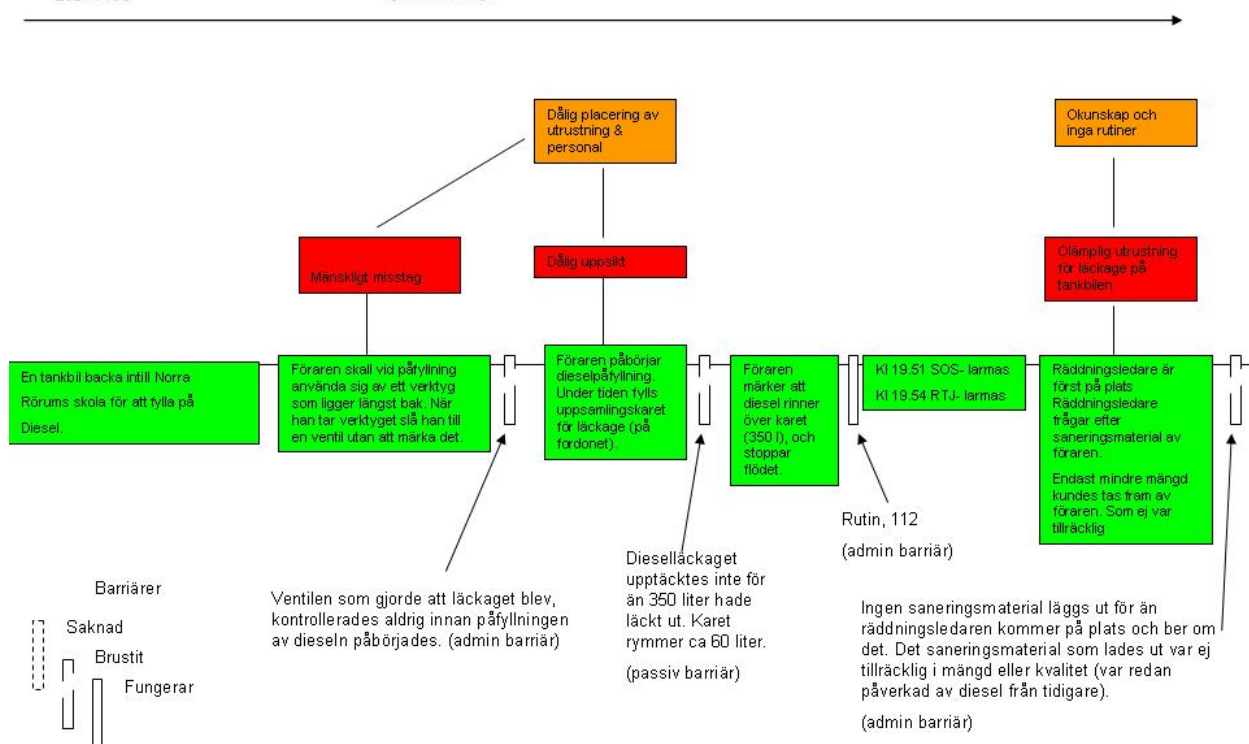 Dålig placering av
utrustning &
personal
Okunskap och
inga rutiner
Mänskligt misstag
Dålig uppsikt
Olämplig utrustning
för läckage på
tankbilen
En tankbil backa intill Norra
Rörums skola för att fylla på
Diesel.
Föraren skall vid påfyllning
använda sig av ett verktyg
som ligger längst bak. När
han tar verktyget slå han till
en ventil utan att märka det.
Föraren påbörjar
dieselpåfyllning.
Under tiden fylls
uppsamlingskaret
för läckage (på
fordonet).
Föraren
märker att
diesel rinner
över karet
(350 l), och
stoppar
flödet.
Kl 19.51 SOS- larmas
Kl 19.54 RTJ- larmas
Räddningsledare är
först på plats
Räddningsledare
frågar efter
saneringsmaterial av
föraren.
Endast mindre mängd
kundes tas fram av
föraren. Som ej var
tillräcklig
Ventilen som gjorde att läckaget blev,
kontrollerades aldrig innan påfyllningen
av dieseln påbörjades. (admin barriär)
Dieselläckaget
upptäcktes inte för
än 350 liter hade
läckt ut. Karet
rymmer ca 60 liter.
(passiv barriär)
Rutin, 112
(admin barriär)
Ingen saneringsmaterial läggs ut för än
räddningsledaren kommer på plats och ber om
det. Det saneringsmaterial som lades ut var ej
tillräcklig i mängd eller kvalitet (var redan
påverkad av diesel från tidigare).
(admin barriär)
Barriärer
Saknad
Brustit
Fungerar